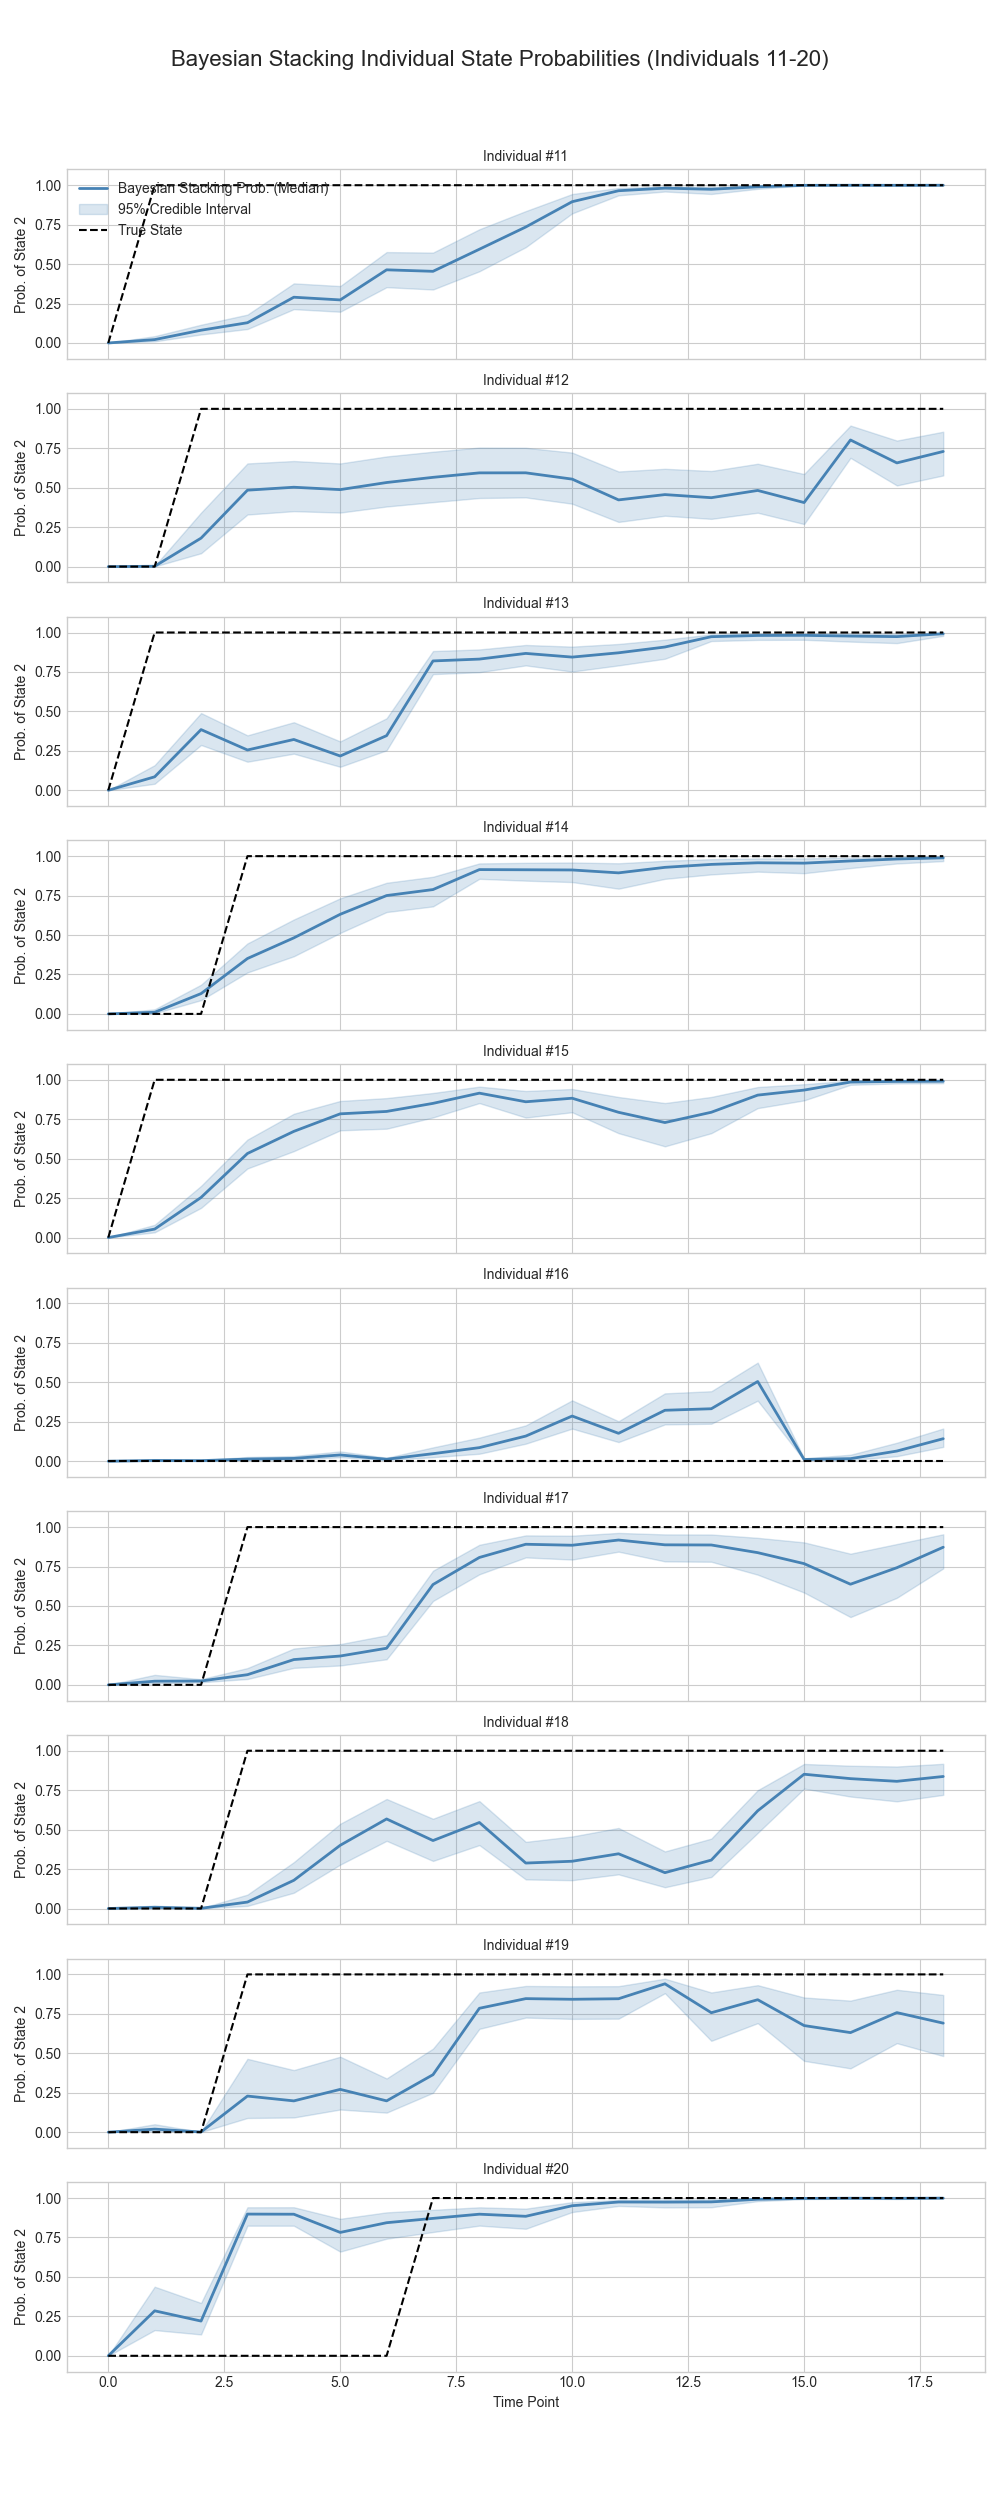 Bayesian Stacking Individual State Probabilities (Individuals 11-20)
Individual #11
Bayesian Stacking Prob. (Median)
95% Credible Interval
True State
Prob. of State 2
1.00
0.75
0.50
0.25
0.00
Individual #12
Prob. of State 2
1.00
0.75
0.50
0.25
0.00
Individual #13
Prob. of State 2
1.00
0.75
0.50
0.25
0.00
Individual #14
Prob. of State 2
1.00
0.75
0.50
0.25
0.00
Individual #15
Prob. of State 2
1.00
0.75
0.50
0.25
0.00
Individual #16
Prob. of State 2
1.00
0.75
0.50
0.25
0.00
Individual #17
Prob. of State 2
1.00
0.75
0.50
0.25
0.00
Individual #18
Prob. of State 2
1.00
0.75
0.50
0.25
0.00
Individual #19
Prob. of State 2
1.00
0.75
0.50
0.25
0.00
Individual #20
Prob. of State 2
1.00
0.75
0.50
0.25
0.00
0.0 2.5 5.0 7.5 10.0 12.5 15.0 17.5
Time Point